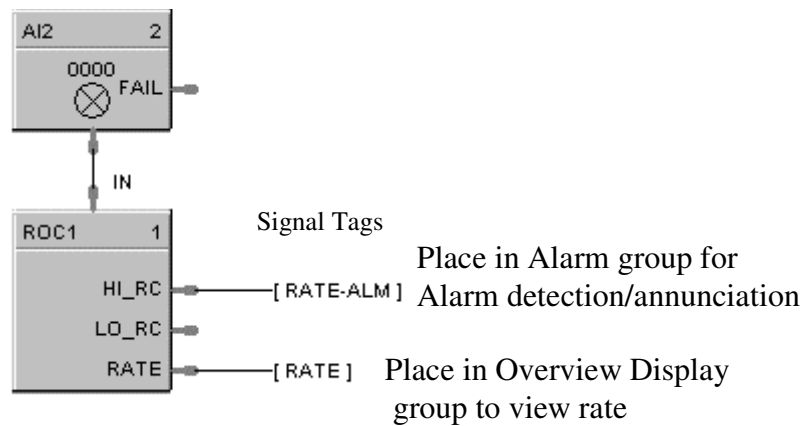 AI2 2
0000
FAIL
IN
ROC1 1
Signal Tags
HI_RC
[ RATE-ALM ]
Place in Alarm group for
Alarm detection/annunciation
LO_RC
RATE
[ RATE ]
Place in Overview Display
group to view rate